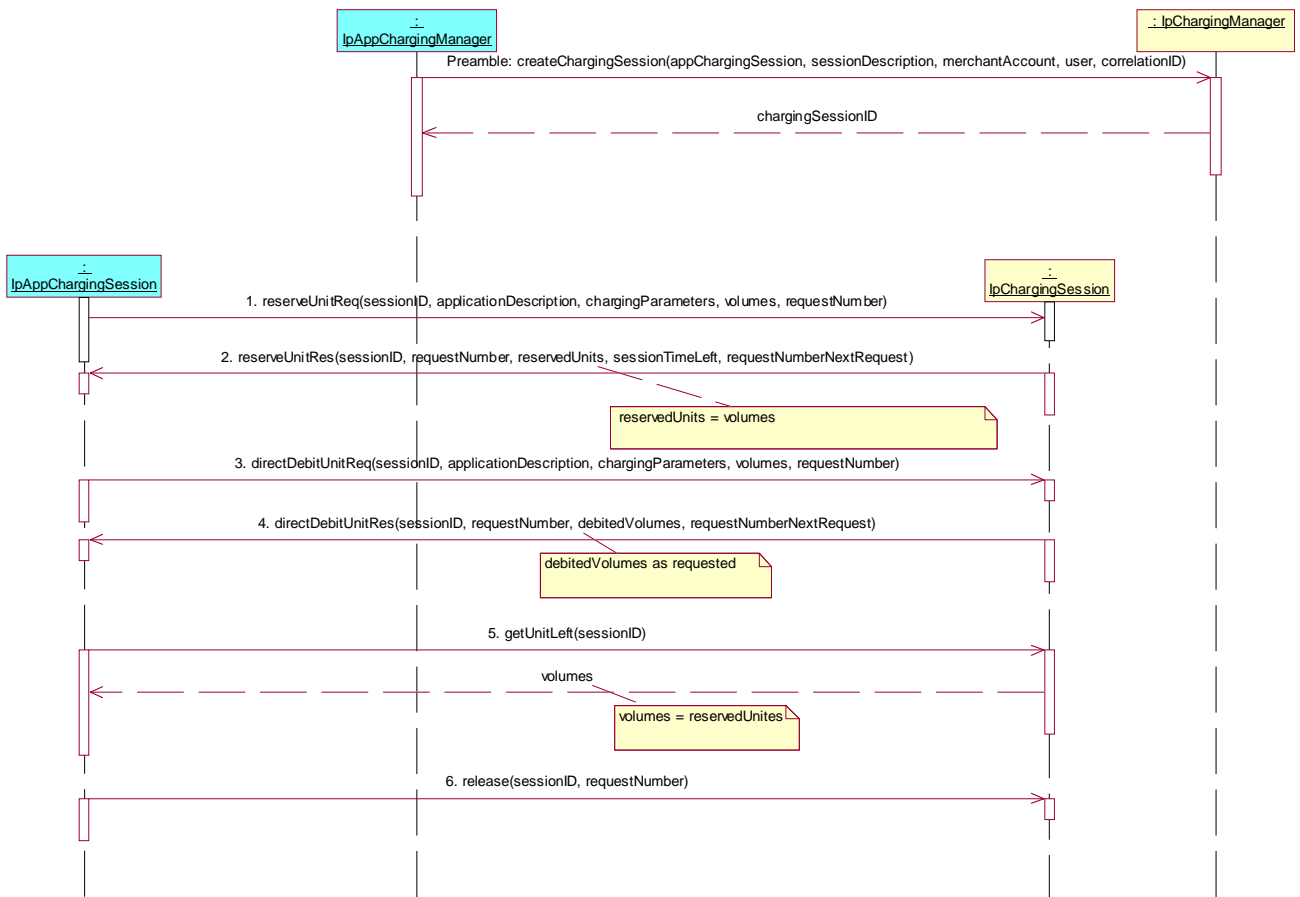 :
IpAppChargingManager
: IpChargingManager
Preamble: createChargingSession(appChargingSession, sessionDescription, merchantAccount, user, correlationID)
chargingSessionID
:
IpAppChargingSession
:
IpChargingSession
1. reserveUnitReq(sessionID, applicationDescription, chargingParameters, volumes, requestNumber)
2. reserveUnitRes(sessionID, requestNumber, reservedUnits, sessionTimeLeft, requestNumberNextRequest)
reservedUnits = volumes
3. directDebitUnitReq(sessionID, applicationDescription, chargingParameters, volumes, requestNumber)
4. directDebitUnitRes(sessionID, requestNumber, debitedVolumes, requestNumberNextRequest)
debitedVolumes as requested
5. getUnitLeft(sessionID)
volumes
volumes = reservedUnites
6. release(sessionID, requestNumber)